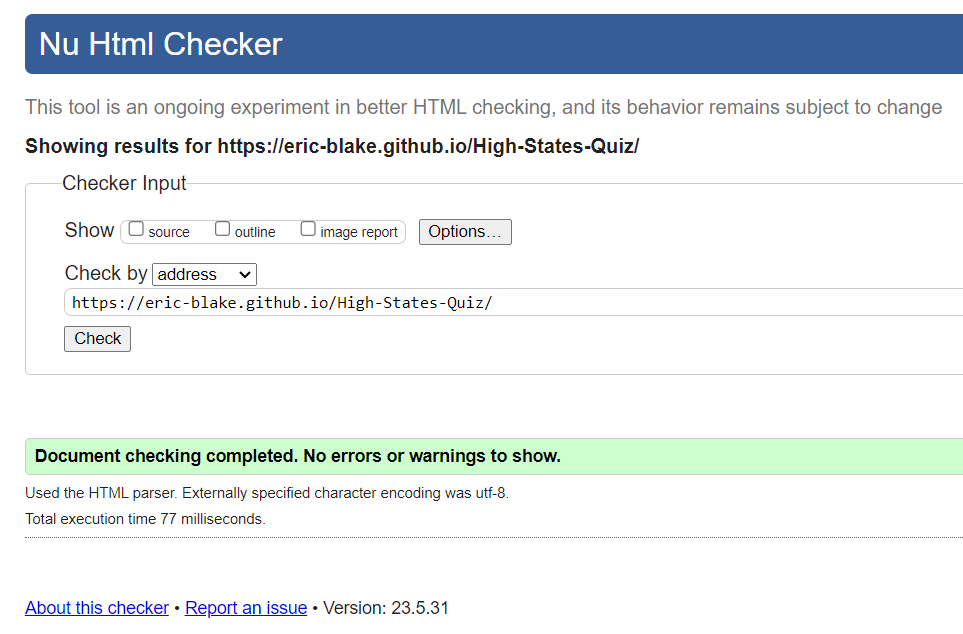 Nu Html Checker
This tool is an ongoing experiment in better HTML checking, and its behavior remains subject to change
Showing results for https://eric-blake.github.io/High-States-Quiz/
Checker Input
Show source outline image report Options...
Check by address
https://eric-blake.github.io/High-States-Quiz/
Check
Document checking completed. No errors or warnings to show.
Used the HTML parser. Externally specified character encoding was utf-8.
Total execution time 77 milliseconds.
About this checker • Report an issue • Version: 23.5.31